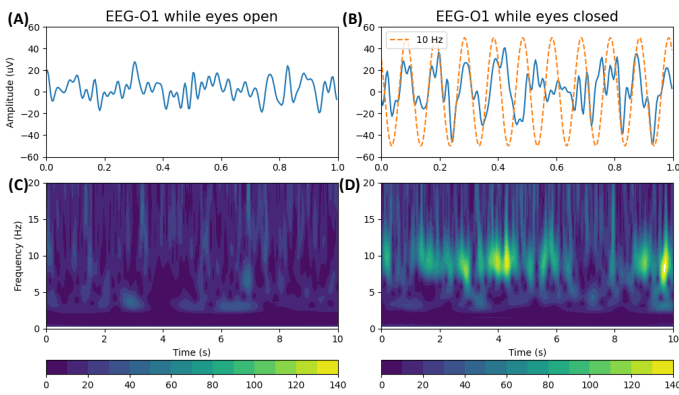 (A) EEG-O1 while eyes open
(B) EEG-O1 while eyes closed
Amplitude (uV)
60
40
20
0
−20
−40
−60
0.0 0.2 0.4 0.6 0.8 1.0
10 Hz
60
40
20
0
−20
−40
−60
0.0 0.2 0.4 0.6 0.8 1.0
(C)
Frequency (Hz)
20
15
10
5
0
0 2 4 6 8 10
Time (s)
(D)
20
15
10
5
0
0 2 4 6 8 10
Time (s)
0 20 40 60 80 100 120 140
0 20 40 60 80 100 120 140